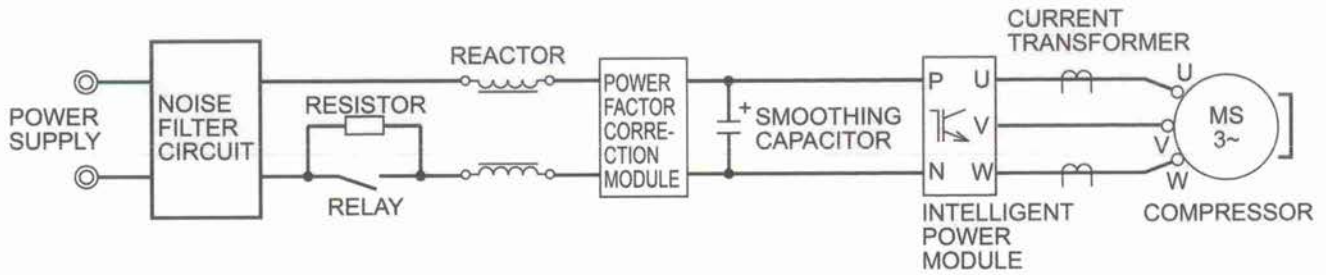 POWER
SUPPLY
NOISE
FILTER
CIRCUIT
RESISTOR
RELAY
REACTOR
POWER
FACTOR
CORRE-
CTION
MODULE
+
SMOOTHING
CAPACITOR
P
U
V
N
W
INTELLIGENT
POWER
MODULE
CURRENT
TRANSFORMER
U
V
W
MS
3~
COMPRESSOR